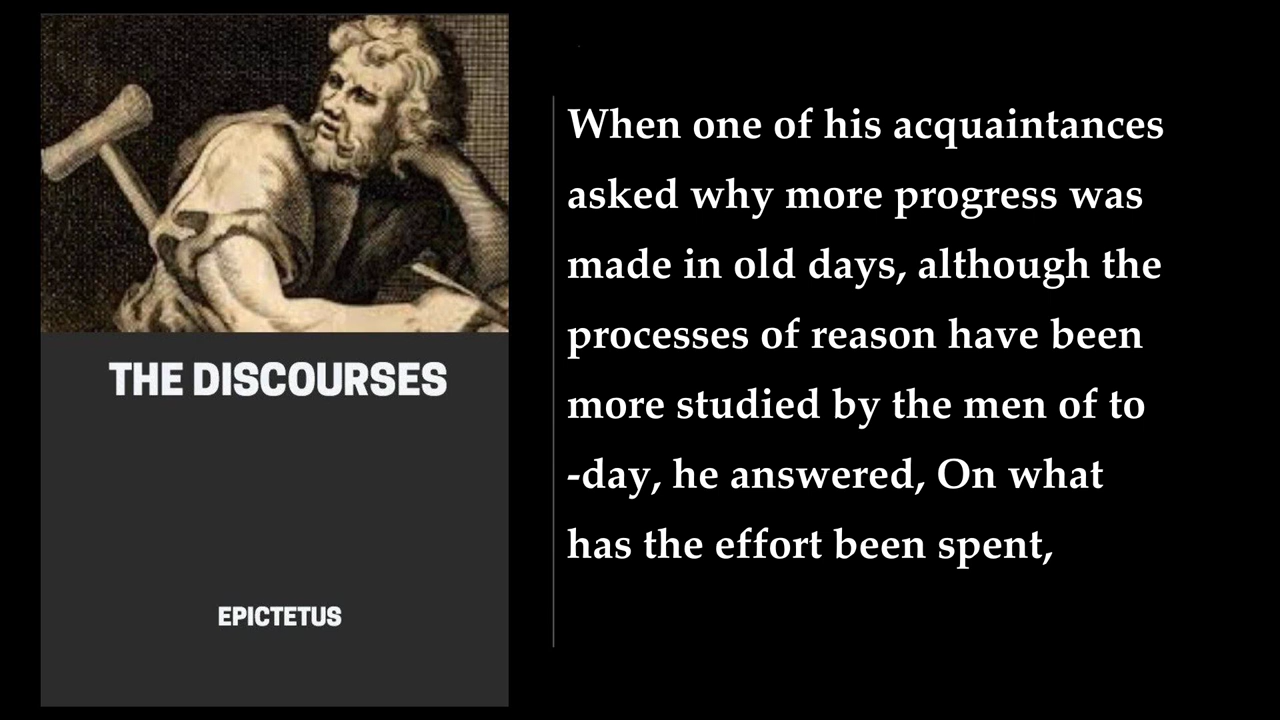 THE DISCOURSES
EPICTETUS
When one of his acquaintances
asked why more progress was
made in old days, although the
processes of reason have been
more studied by the men of to
-day, he answered, On what
has the effort been spent,